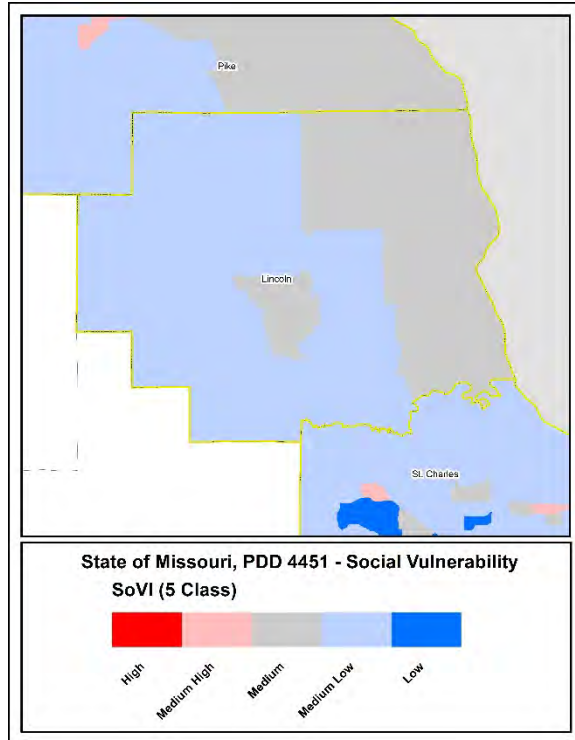 Pike
Lincoln
St. Charles
State of Missouri, PDD 4451 - Social Vulnerability
SoVI (5 Class)
High
Medium High
Medium
Medium Low
Low